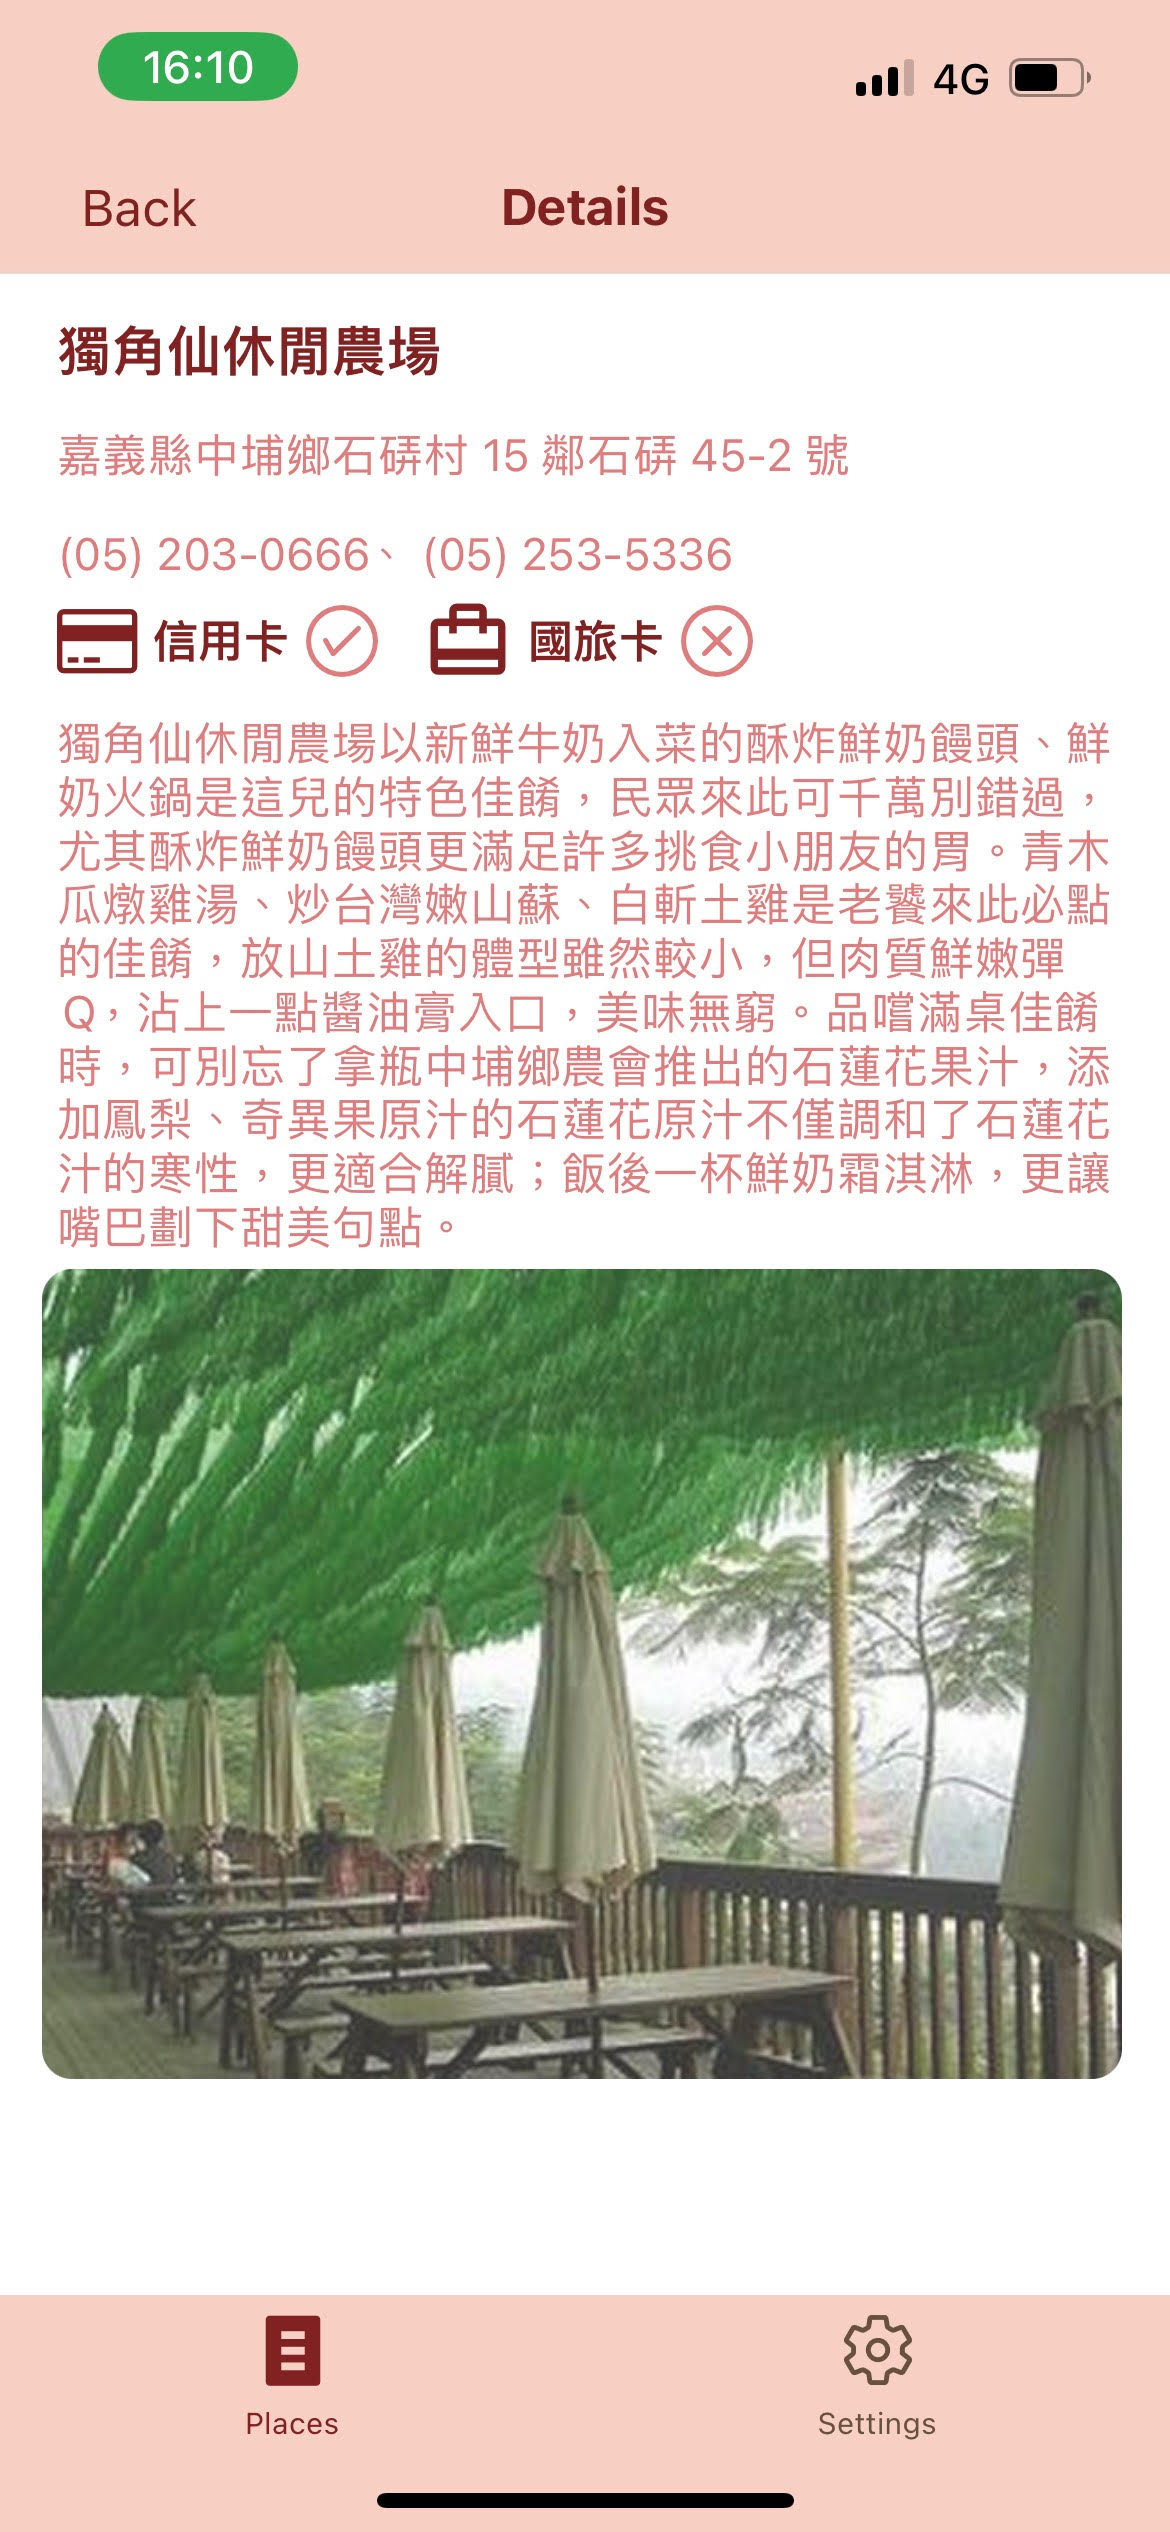 16:10
4G
Back
Details
獨角仙休閒農場
嘉義縣中埔鄉石硦村 15 鄰石硦 45-2 號
(05) 203-0666、 (05) 253-5336
信用卡 國旅卡
獨角仙休閒農場以新鮮牛奶入菜的酥炸鮮奶饅頭、鮮
奶火鍋是這兒的特色佳餚，民眾來此可千萬別錯過，
尤其酥炸鮮奶饅頭更滿足許多挑食小朋友的胃。青木
瓜燉雞湯、炒台灣嫩山蘇、白斬土雞是老饕來此必點
的佳餚，放山土雞的體型雖然較小，但肉質鮮嫩彈
Q，沾上一點醬油膏入口，美味無窮。品嚐滿桌佳餚
時，可別忘了拿瓶中埔鄉農會推出的石蓮花果汁，添
加鳳梨、奇異果原汁的石蓮花原汁不僅調和了石蓮花
汁的寒性，更適合解膩；飯後一杯鮮奶霜淇淋，更讓
嘴巴劃下甜美句點。
Places
Settings